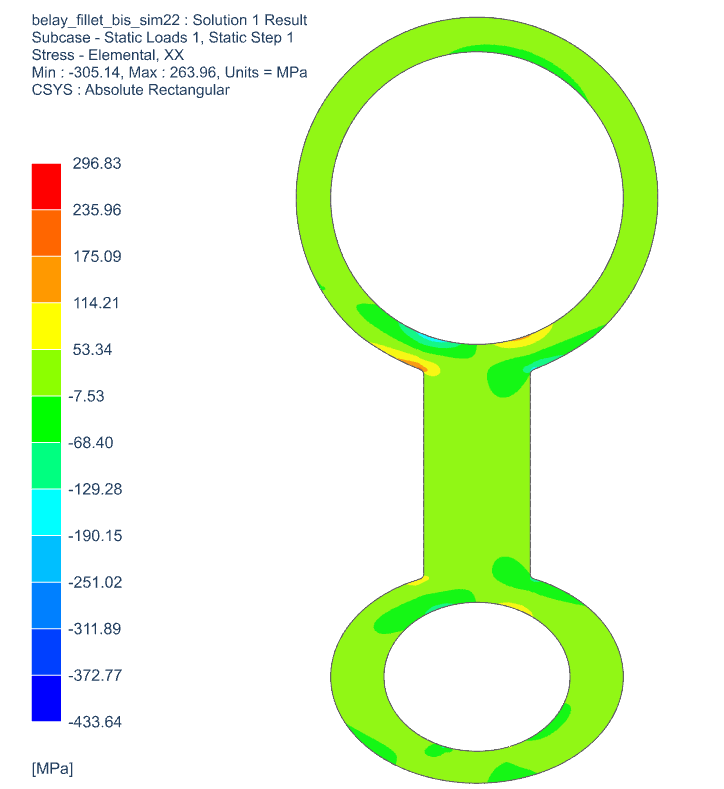 belay_fillet_bis_sim22 : Solution 1 Result
Subcase - Static Loads 1, Static Step 1
Stress - Elemental, XX
Min : -305.14, Max : 263.96, Units = MPa
CSYS : Absolute Rectangular
296.83
235.96
175.09
114.21
53.34
-7.53
-68.40
-129.28
-190.15
-251.02
-311.89
-372.77
-433.64
[MPa]